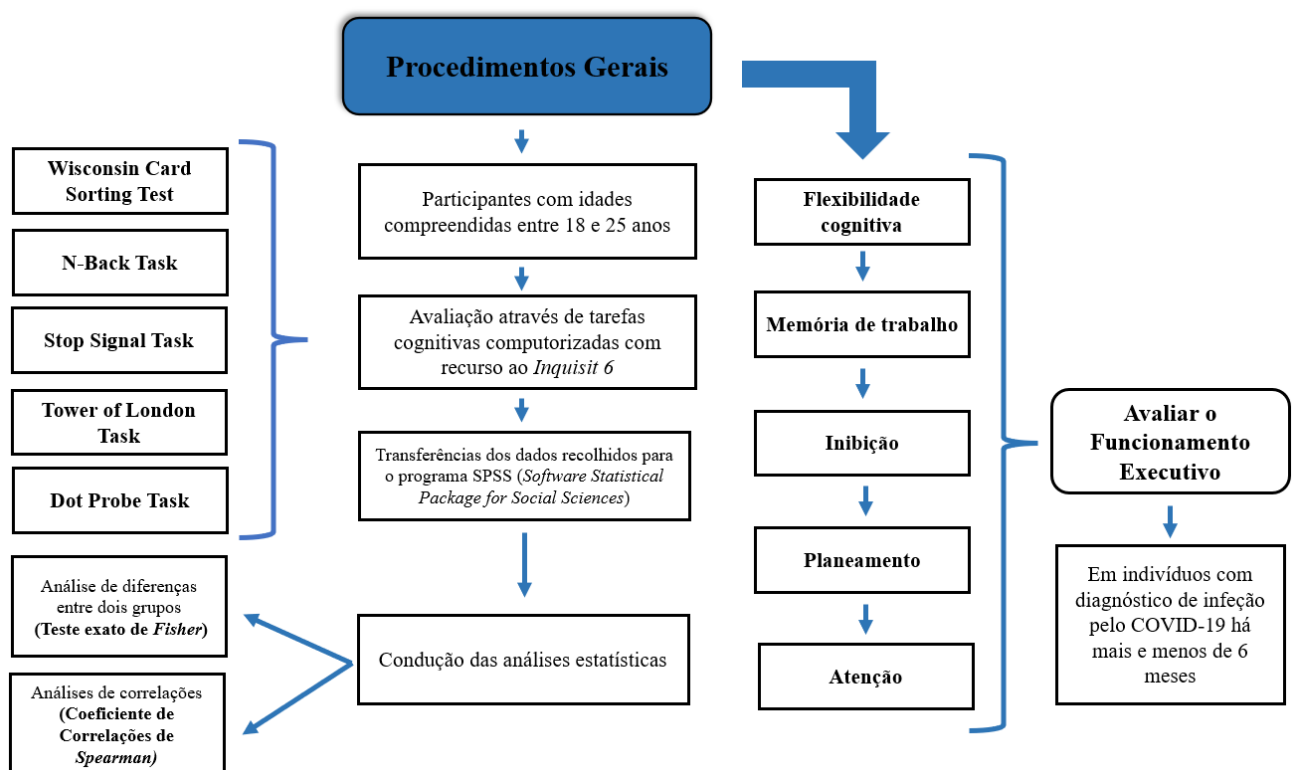 Procedimentos Gerais
Wisconsin Card
Sorting Test
N-Back Task
Stop Signal Task
Tower of London
Task
Dot Probe Task
Participantes com idades
compreendidas entre 18 e 25 anos
Avaliação através de tarefas
cognitivas computorizadas com
recurso ao Inquisit 6
Transferências dos dados recolhidos para
o programa SPSS (Software Statistical
Package for Social Sciences)
Condução das análises estatísticas
Análise de diferenças
entre dois grupos
(Teste exato de Fisher)
Análises de correlações
(Coeficiente de
Correlações de
Spearman)
Flexibilidade
cognitiva
Memória de trabalho
Inibição
Planeamento
Atenção
Avaliar o
Funcionamento
Executivo
Em indivíduos com
diagnóstico de infeção
pelo COVID-19 há
mais e menos de 6
meses